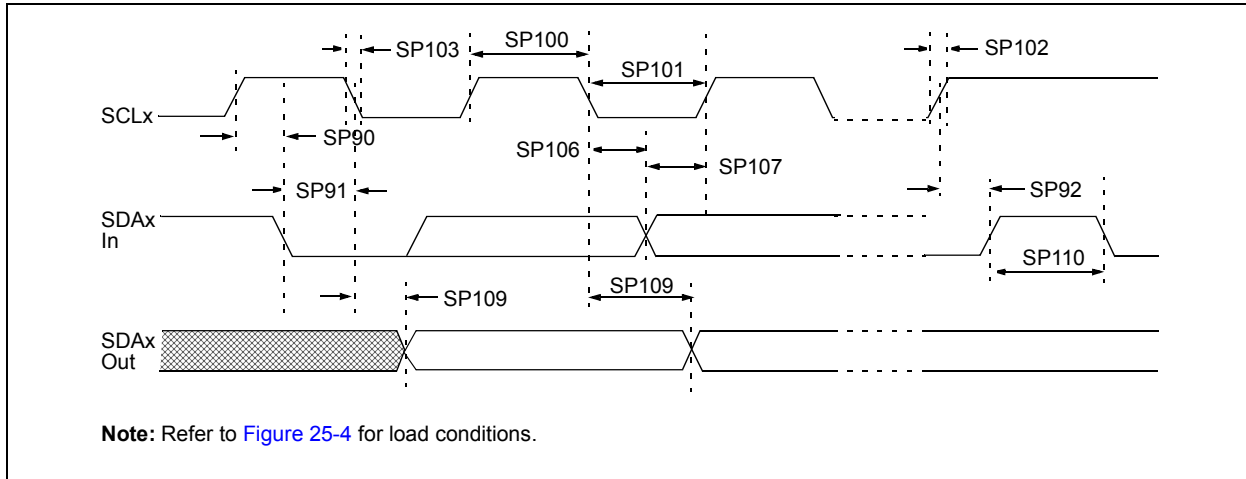 SP103
SP100
SP102
SP101
SCLx
SP90
SP106
SP107
SP91
SP92
SDAx
In
SP110
SP109
SP109
SDAx
Out
Note: Refer to Figure 25-4 for load conditions.